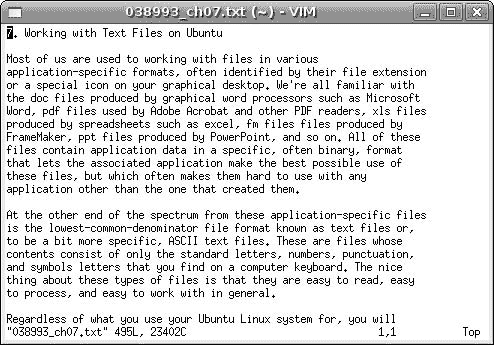 038993_ch07.txt (~) - VIM
7. Working with Text Files on Ubuntu
Most of us are used to working with files in various
application-specific formats, often identified by their file extension
or a special icon on your graphical desktop. We're all familiar with
the doc files produced by graphical word processors such as Microsoft
Word, pdf files used by Adobe Acrobat and other PDF readers, xls files
produced by spreadsheets such as excel, fm files files produced by
FrameMaker, ppt files produced by PowerPoint, and so on. All of these
files contain application data in a specific, often binary, format
that lets the associated application make the best possible use of
these files, but which often makes them hard to use with any
application other than the one that created them.
At the other end of the spectrum from these application-specific files
is the lowest-common-denominator file format known as text files or,
to be a bit more specific, ASCII text files. These are files whose
contents consist of only the standard letters, numbers, punctuation,
and symbols letters that you find on a computer keyboard. The nice
thing about these types of files is that they are easy to read, easy
to process, and easy to work with in general.
Regardless of what you use your Ubuntu Linux system for, you will
"038993_ch07.txt" 495L, 23402C 1,1 Top